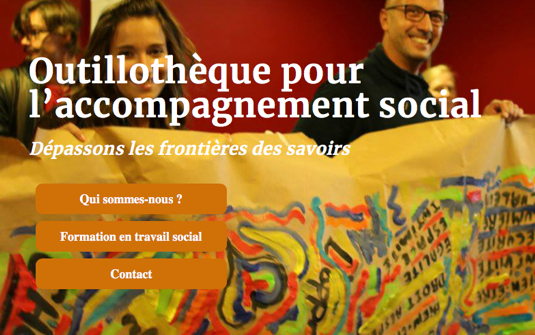 Outillothèque pour
l’accompagnement social
Dépassons les frontières des savoirs
Qui sommes-nous ?
Formation en travail social
Contact